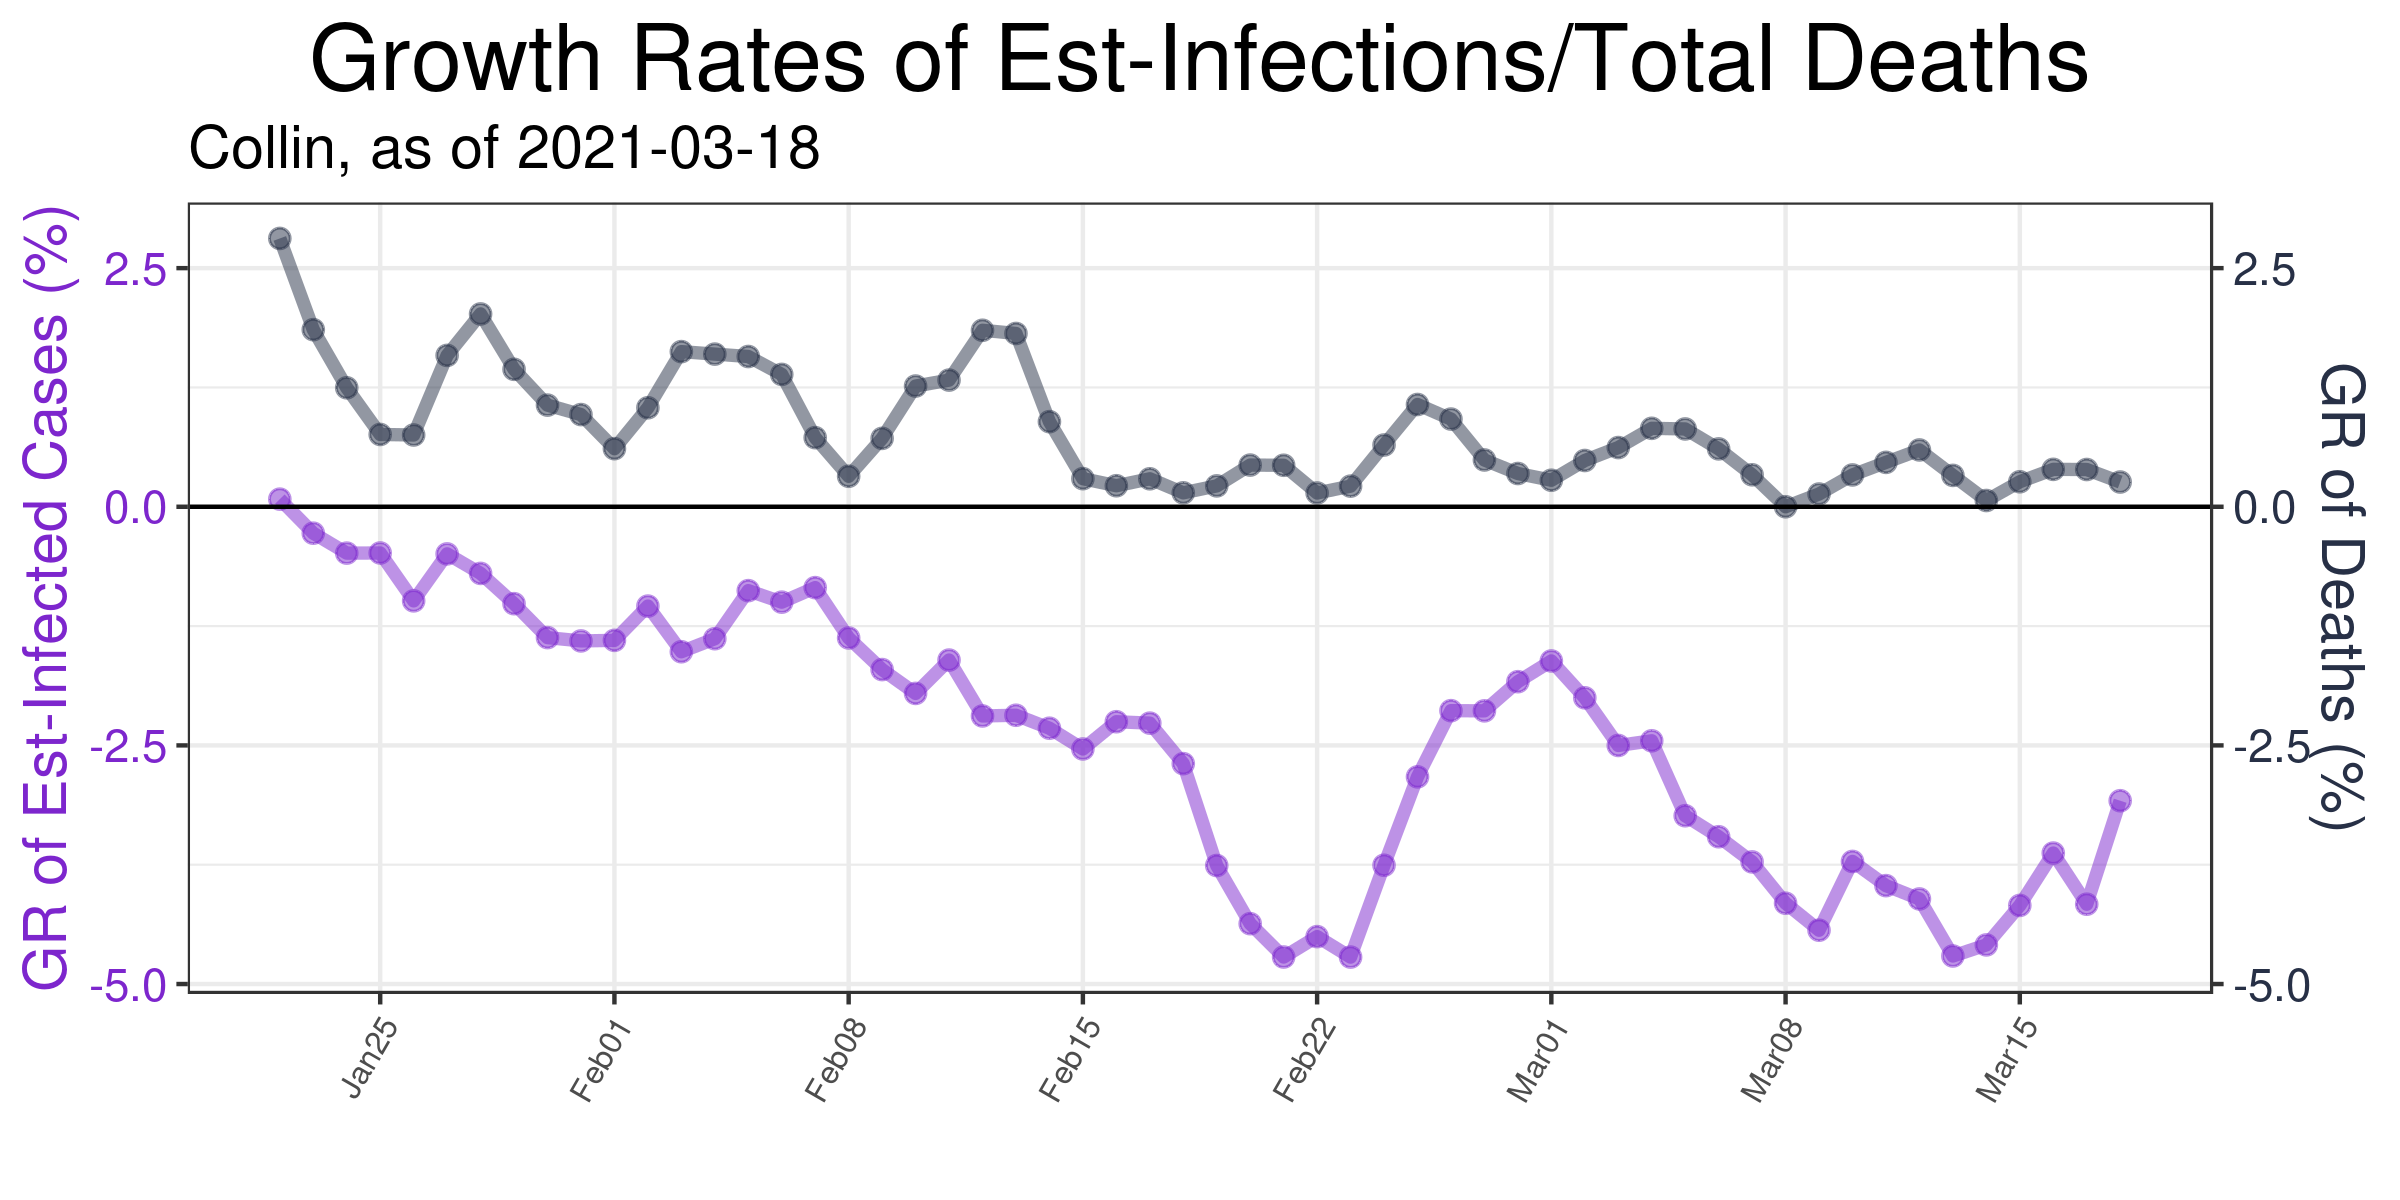 Growth Rates of Est-Infections/Total Deaths
Collin, as of 2021-03-18
GR of Est-Infected Cases (%)
2.5
0.0
-2.5
-5.0
2.5
0.0
-2.5
-5.0
GR of Deaths (%)
Jan25
Feb01
Feb08
Feb15
Feb22
Mar01
Mar08
Mar15